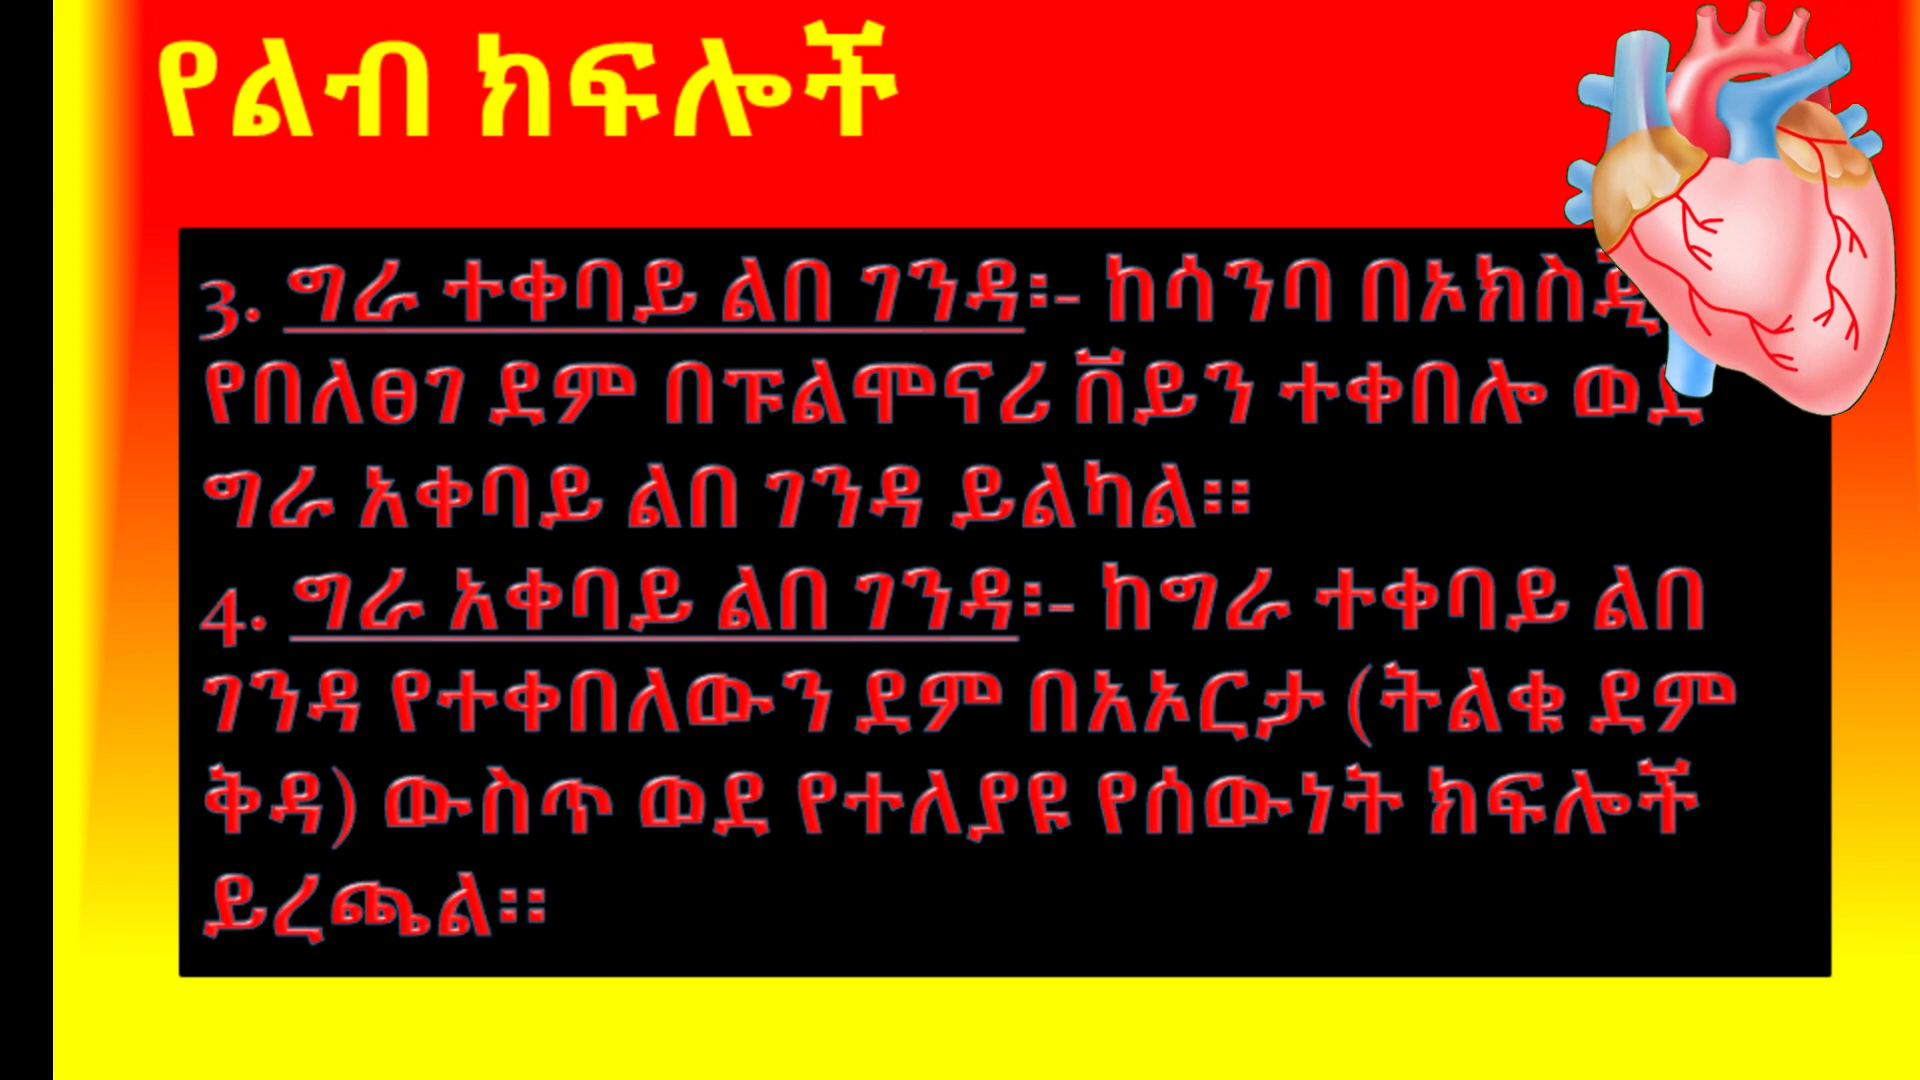 የልብ ክፍሎች
3. ግራ ተቀባይ ልበ ገንዳ፡- ከሳንባ
የበለፀገ ደም በፑልሞናሪ ቨይን ተቀበሎ ወደ
ግራ አቀባይ ልበ ገንዳ ይልካል።
4. ግራ አቀባይ ልበ ገንዳ፡- ከግራ ተቀባይ ልበ
ገንዳ የተቀበለውን ደም በአኦርታ (ትልቁ ደም
ቅዳ) ውስጥ ወደ የተለያዩ የሰውነት ክፍሎች
ይረጫል።